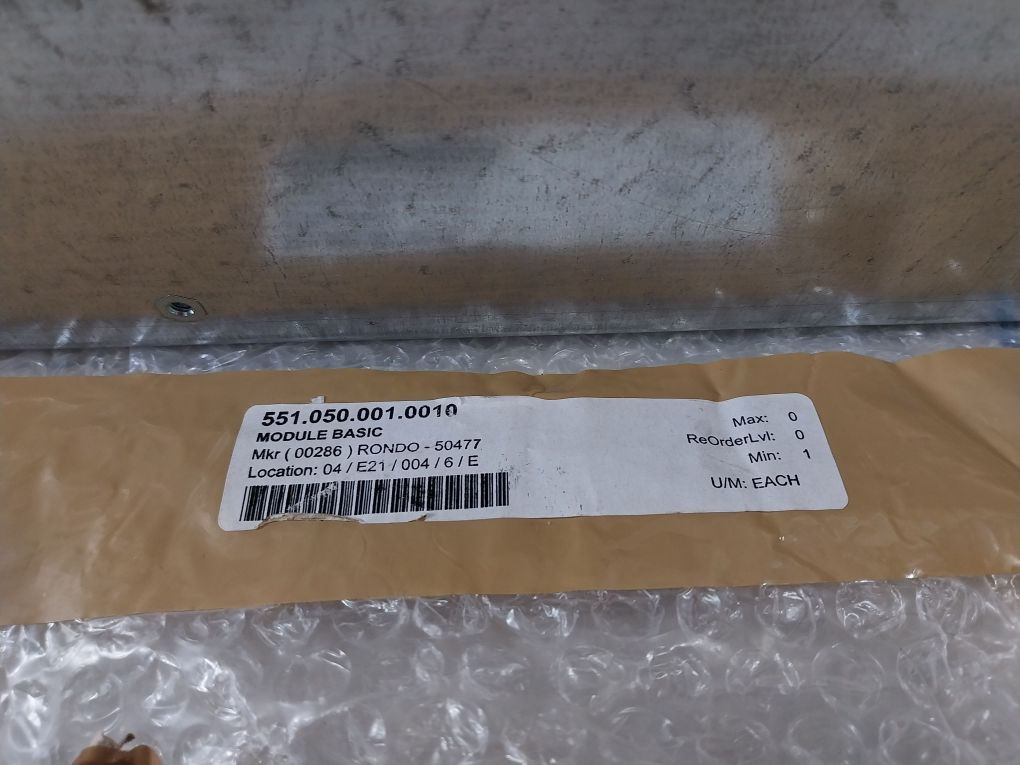 551.050.001.0010
MODULE BASIC
Mkr ( 00286 ) RONDO - 50477
Location: 04 / E21 / 004 / 6 / E
Max: 0
ReOrderLvl: 0
Min: 1
U/M: EACH